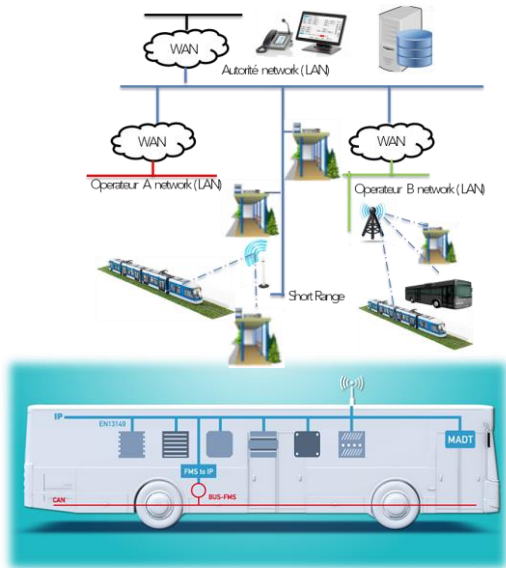 WAN
Autorité network (LAN)
WAN
WAN
Operateur A network (LAN)
Operateur B network (LAN)
Short Range
IP
EN13149
MADT
FMS to IP
CAN
BUS-FMS